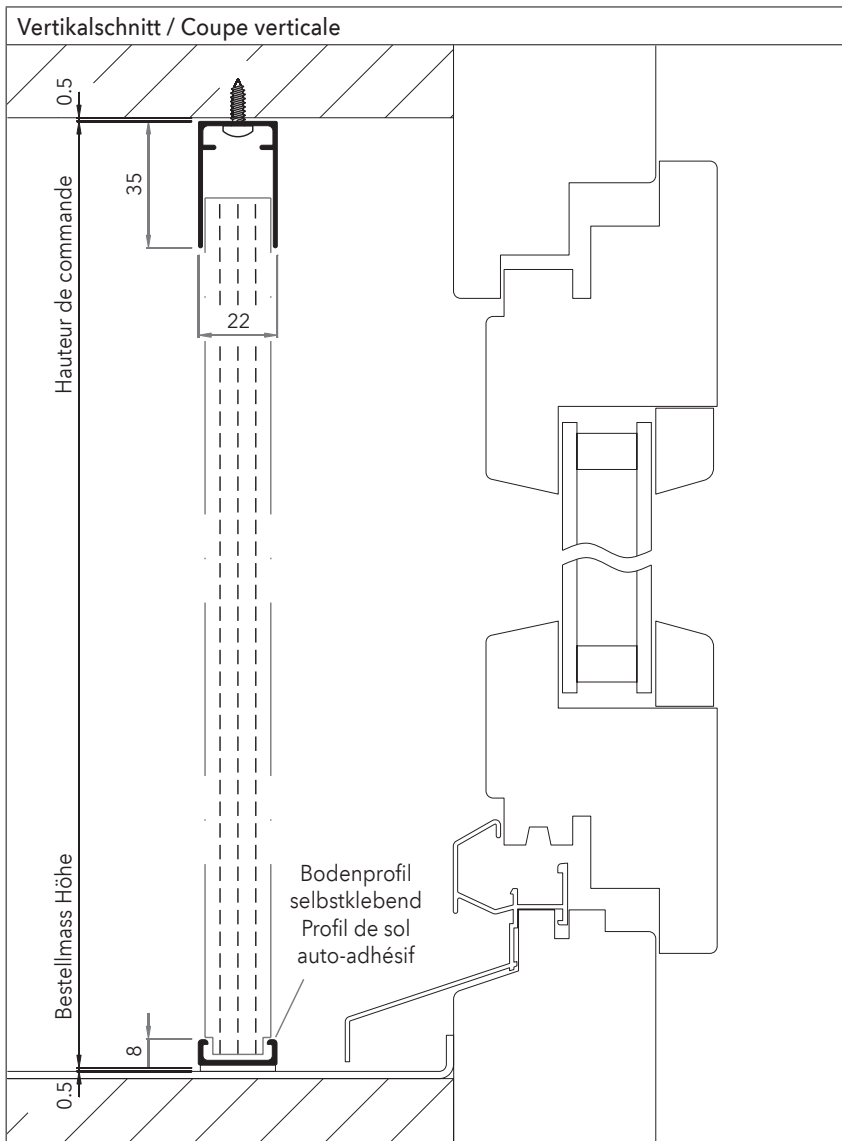 Vertikalschnitt / Coupe verticale
0.5
35
Hauteur de commande
22
Bodenprofil
selbstklebend
Profil de sol
auto-adhésif
Bestellmass Höhe
8
0.5